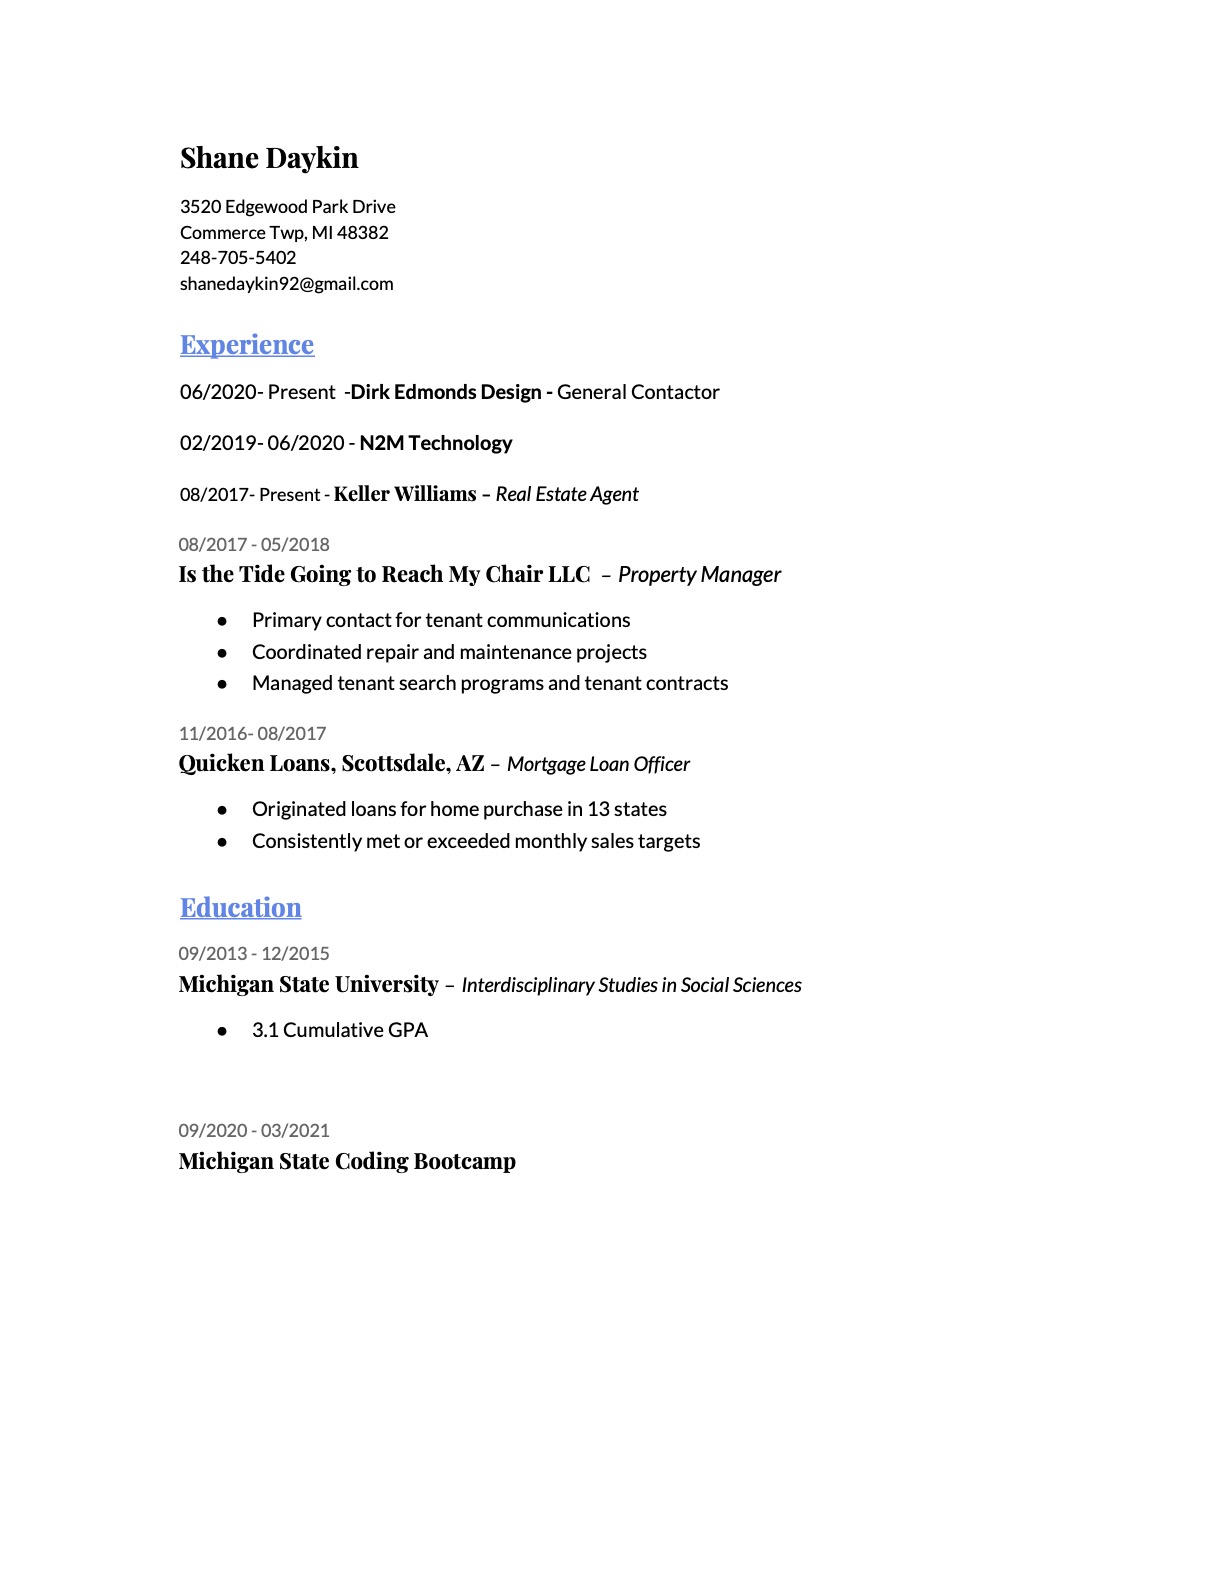 Shane Daykin
3520 Edgewood Park Drive
Commerce Twp, MI 48382
248-705-5402
shanedaykin92@gmail.com
Experience
06/2020- Present -Dirk Edmonds Design - General Contactor
02/2019- 06/2020 - N2M Technology
08/2017- Present - Keller Williams – Real Estate Agent
08/2017 - 05/2018
Is the Tide Going to Reach My Chair LLC – Property Manager
● Primary contact for tenant communications
● Coordinated repair and maintenance projects
● Managed tenant search programs and tenant contracts
11/2016- 08/2017
Quicken Loans, Scottsdale, AZ – Mortgage Loan Officer
● Originated loans for home purchase in 13 states
● Consistently met or exceeded monthly sales targets
Education
09/2013 - 12/2015
Michigan State University – Interdisciplinary Studies in Social Sciences
● 3.1 Cumulative GPA
09/2020 - 03/2021
Michigan State Coding Bootcamp